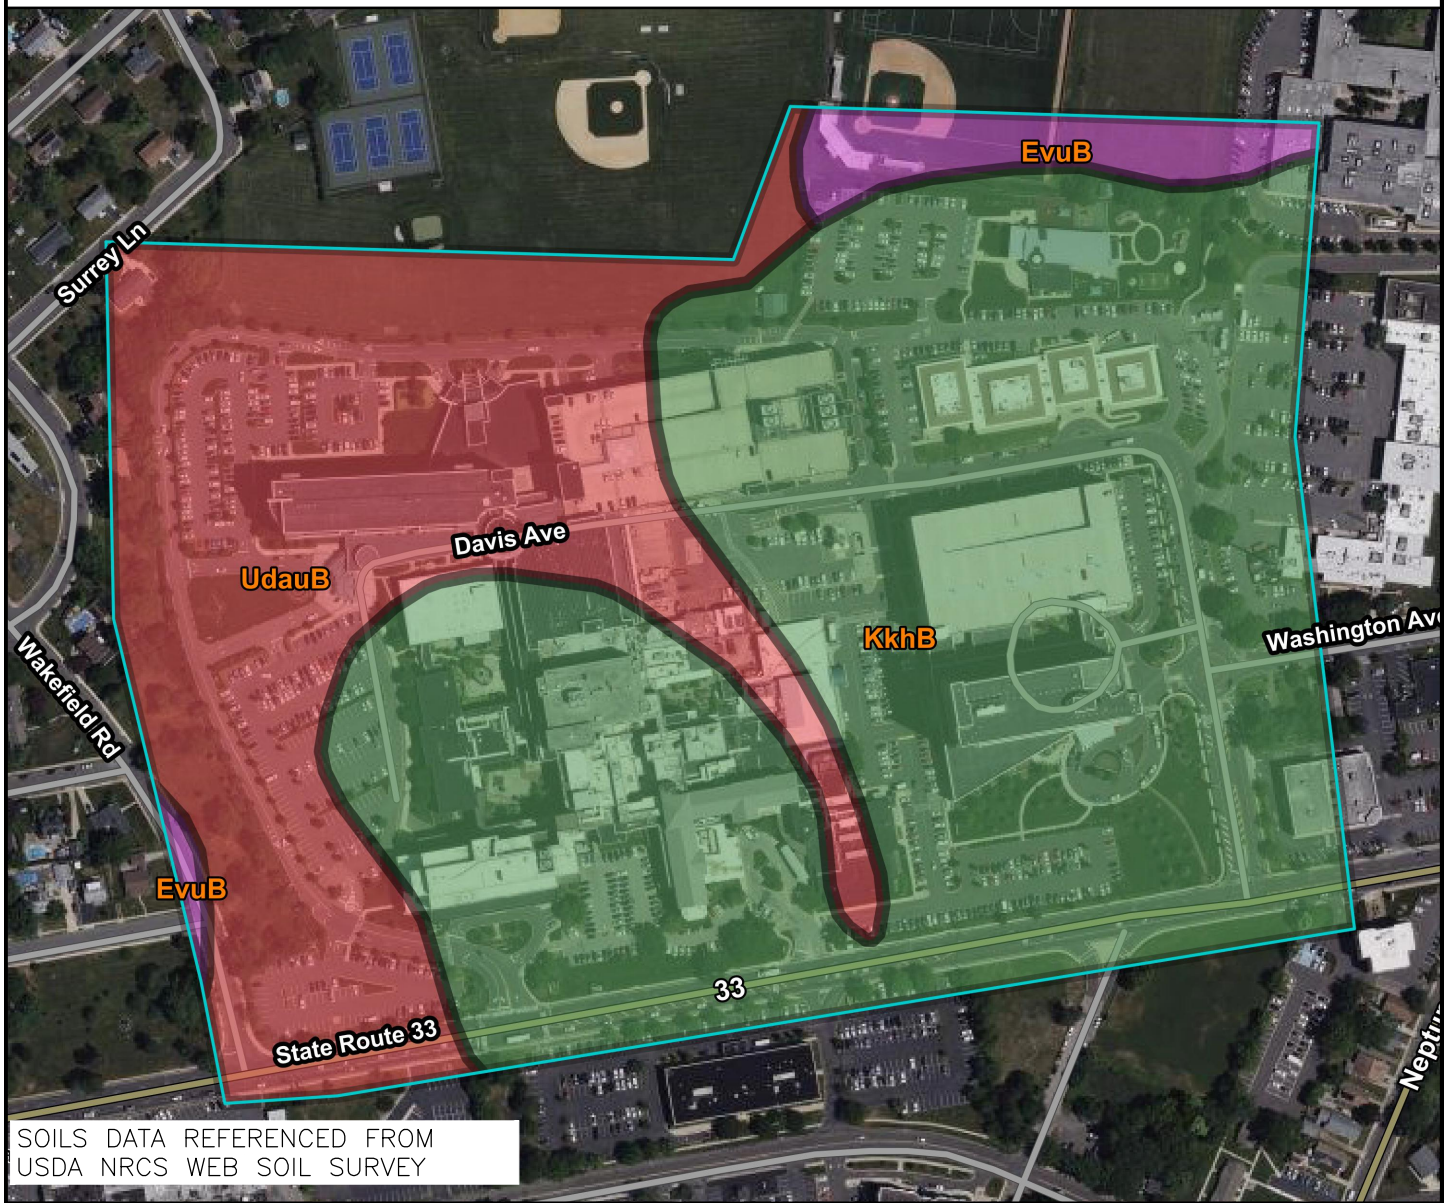 EvuB
Surrey Ln
Davis Ave
UdauB
KkhB
Washington Ave
Wakefield Rd
EvuB
33
State Route 33
Neptu
SOILS DATA REFERENCED FROM
USDA NRCS WEB SOIL SURVEY